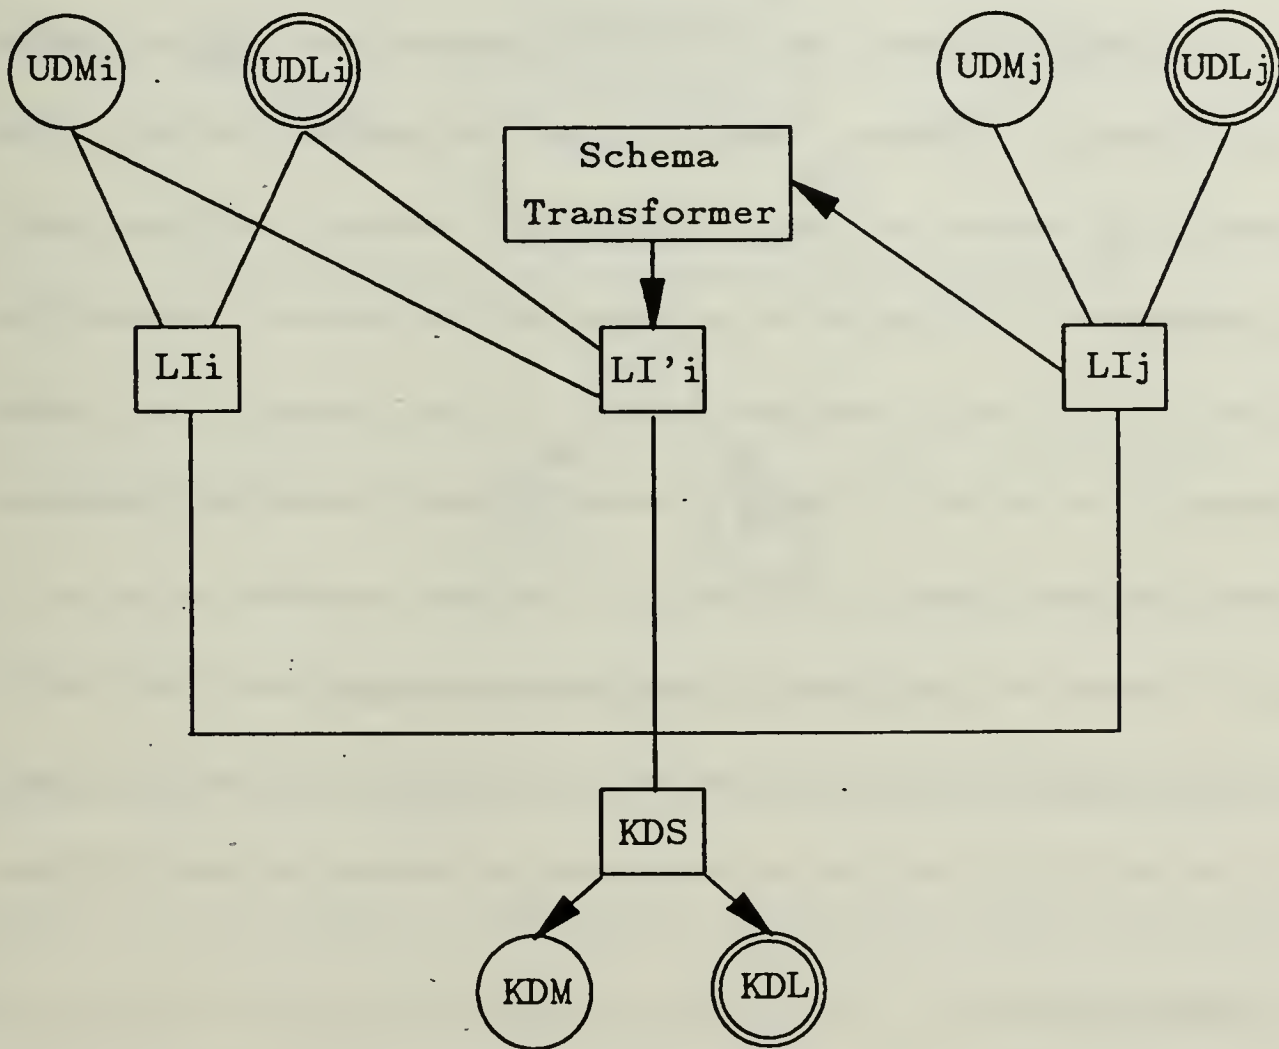 UDMi
UDLi
UDMj
UDLj
Schema
Transformer
LIi
LI'i
LIj
KDS
KDM
KDL